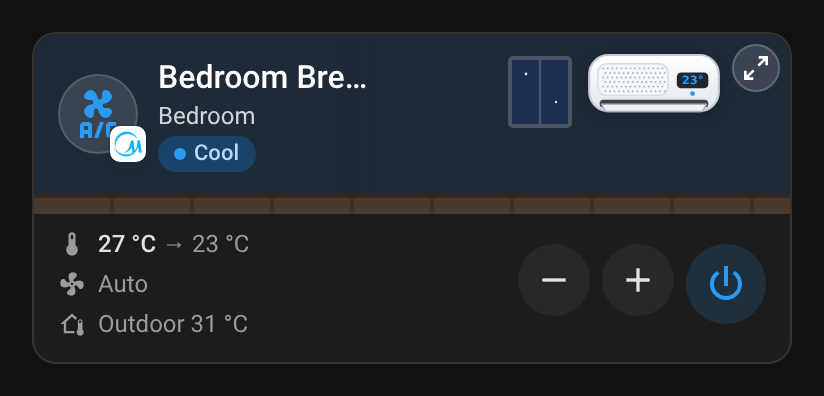 Bedroom Bre…
Bedroom
Cool
A/C
23°
27 °C → 23 °C
Auto
Outdoor 31 °C